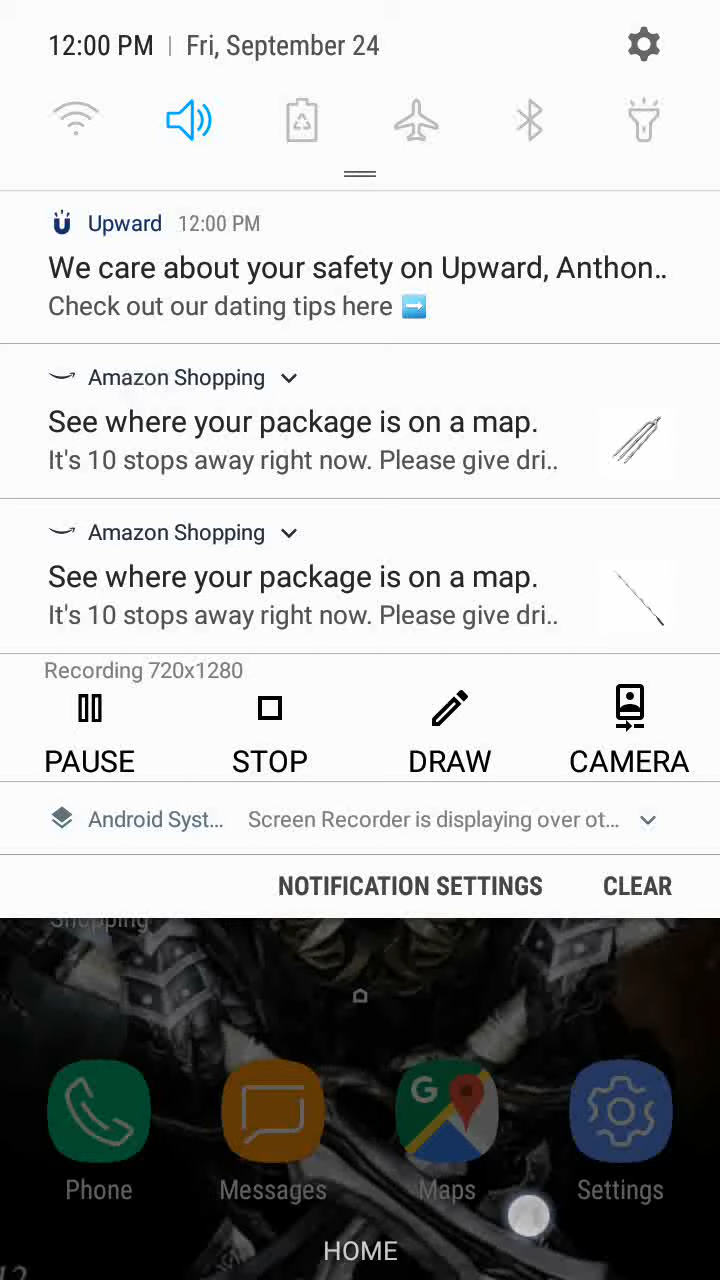 12:00 PM | Fri, September 24
Upward 12:00 PM
We care about your safety on Upward, Anthon..
Check out our dating tips here ➡️
Amazon Shopping
See where your package is on a map.
It's 10 stops away right now. Please give dri..
Amazon Shopping
See where your package is on a map.
It's 10 stops away right now. Please give dri..
Recording 720x1280
PAUSE STOP DRAW CAMERA
Android Syst... Screen Recorder is displaying over ot...
NOTIFICATION SETTINGS CLEAR
Shopping
G
Phone Messages Maps Settings
HOME